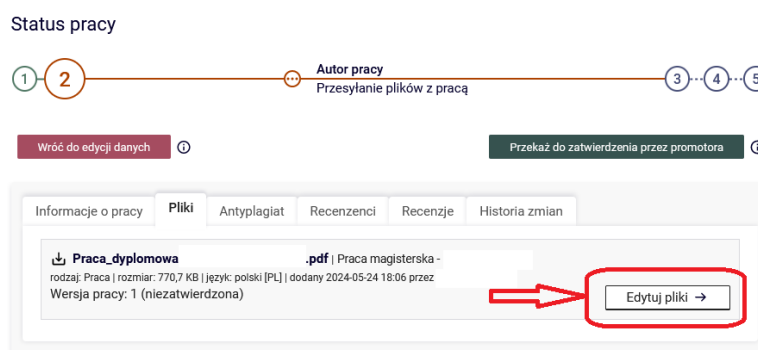 Status pracy
1 2 Autor pracy 3 4 5
Przesyłanie plików z pracą
Wróć do edycji danych Przekaż do zatwierdzenia przez promotora
Informacje o pracy Pliki Antyplagiat Recenzenci Recenzje Historia zmian
Praca_dyplomowa .pdf | Praca magisterska -
rodzaj: Praca | rozmiar: 770,7 KB | język: polski [PL] | dodany 2024-05-24 18:06 przez
Wersja pracy: 1 (niezatwierdzona)
Edytuj pliki →